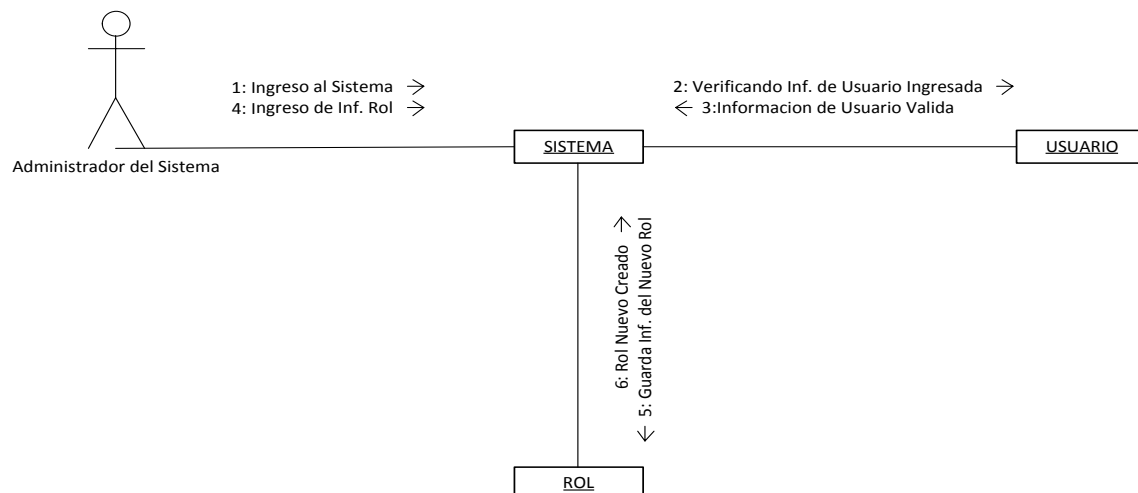 1: Ingreso al Sistema
4: Ingreso de Inf. Rol
2: Verificando Inf. de Usuario Ingresada
3:Informacion de Usuario Valida
Administrador del Sistema
SISTEMA
USUARIO
6: Rol Nuevo Creado
5: Guarda Inf. del Nuevo Rol
ROL